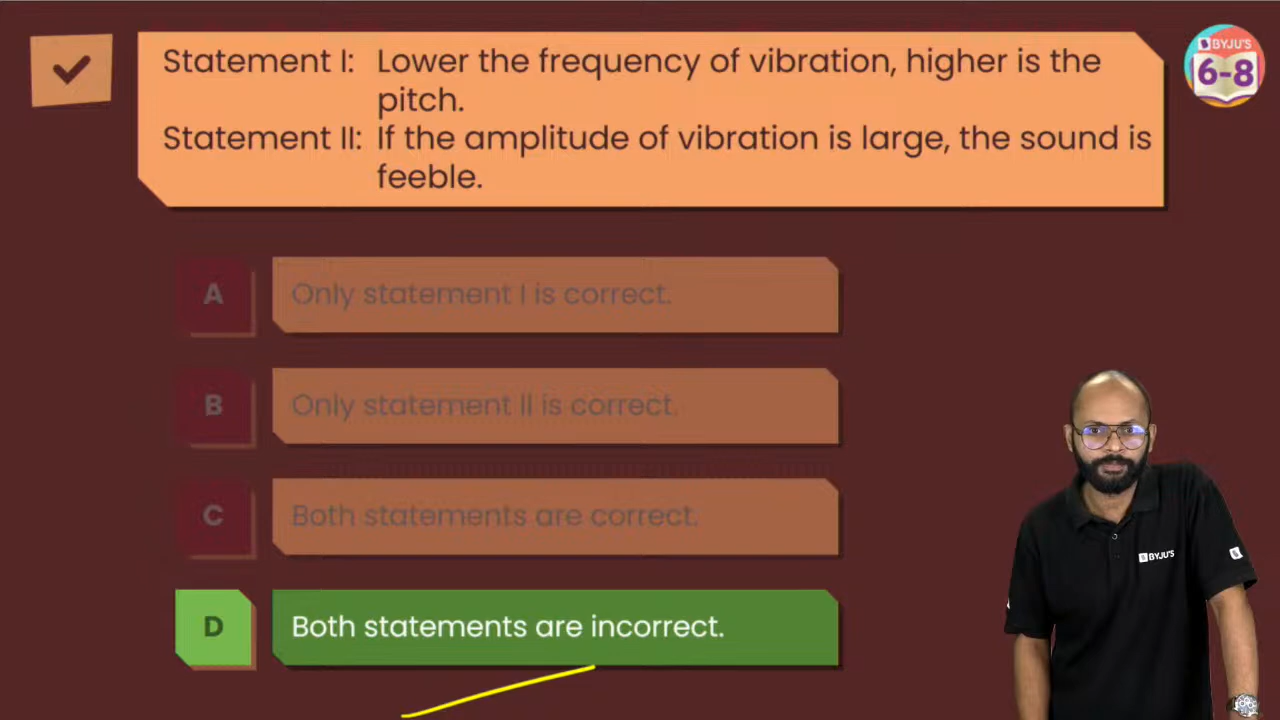 Statement I: Lower the frequency of vibration, higher is the
pitch.
Statement II: If the amplitude of vibration is large, the sound is
feeble.
BYJU'S
6-8
A Only statement I is correct.
B Only statement II is correct.
C Both statements are correct.
D Both statements are incorrect.
BYJU'S